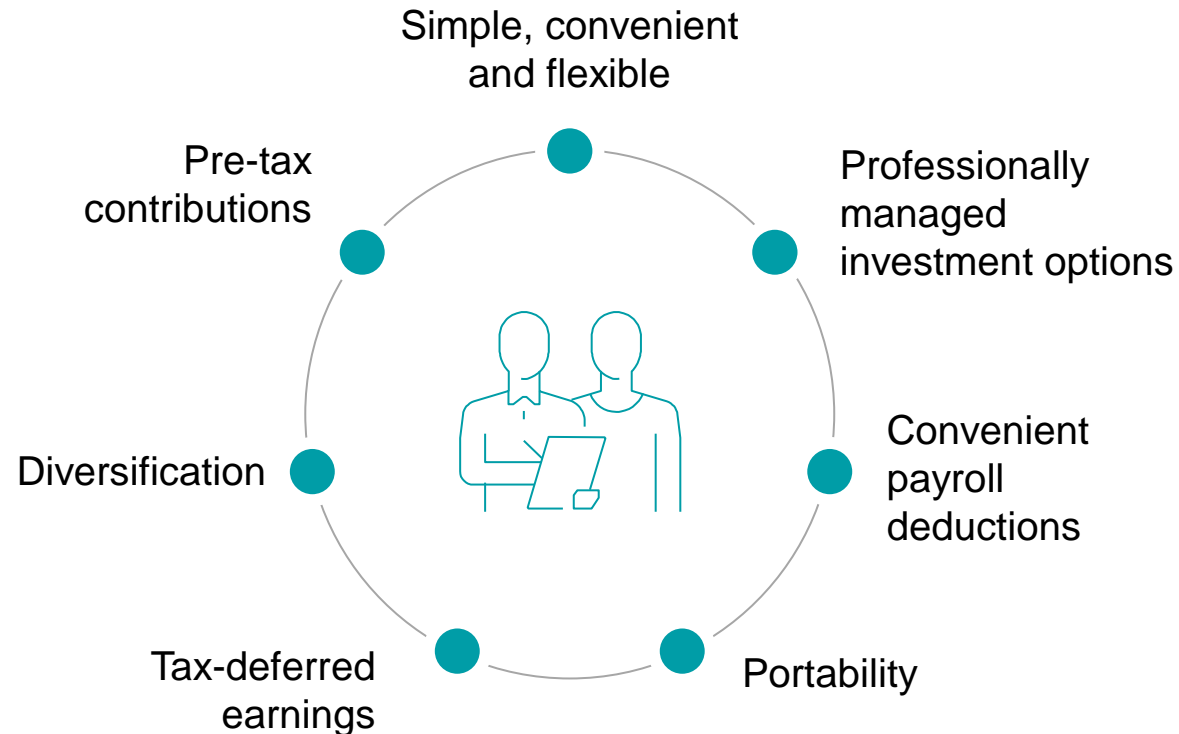 Simple, convenient
and flexible
Professionally
managed
investment options
Convenient
payroll
deductions
Portability
Tax-deferred
earnings
Diversification
Pre-tax
contributions